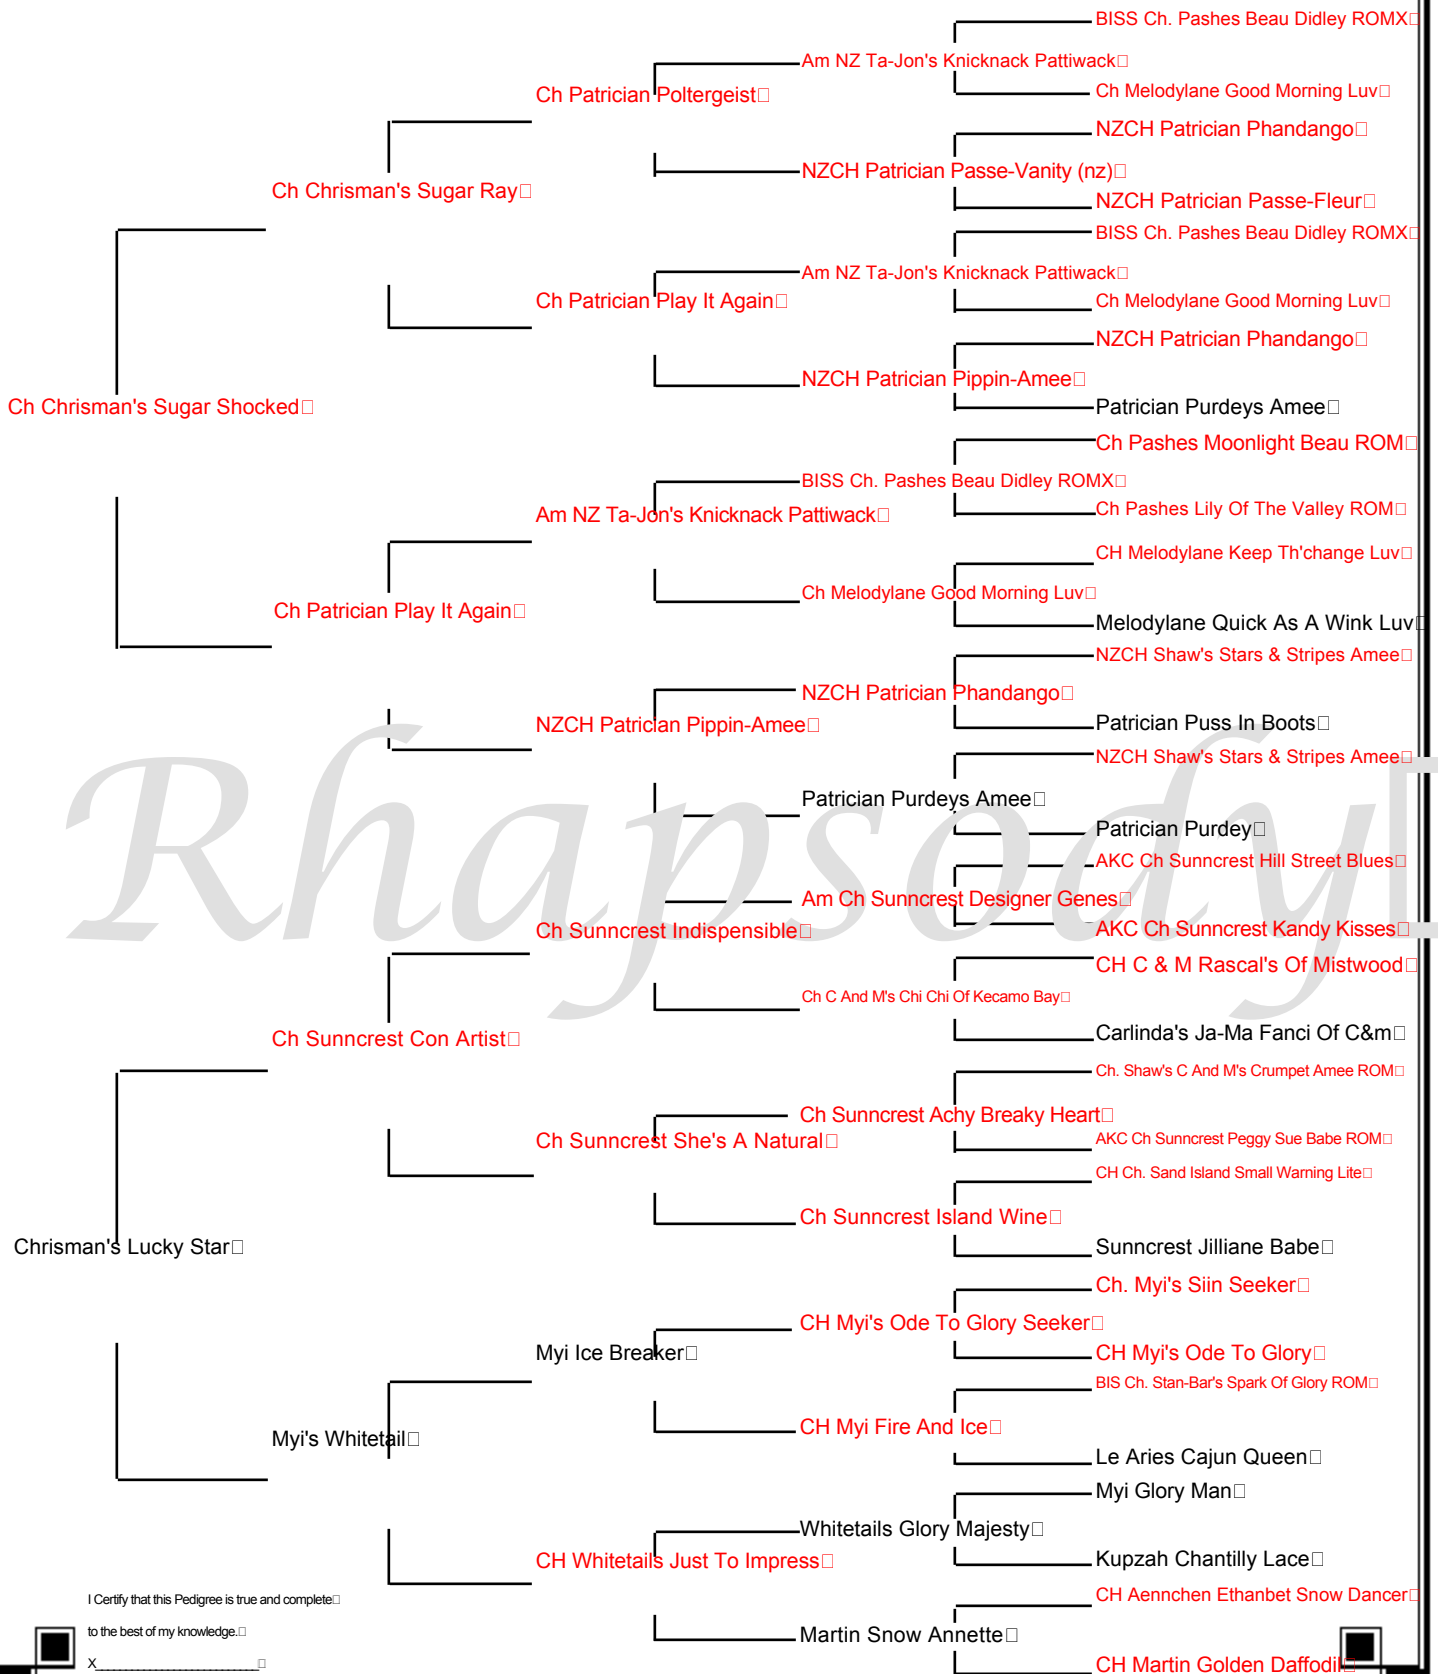 BISS Ch. Pashes Beau Didley ROMX
Am NZ Ta-Jon's Knicknack Pattiwack
Ch Patrician Poltergeist
Ch Melodylane Good Morning Luv
NZCH Patrician Phandango
NZCH Patrician Passe-Vanity (nz)
Ch Chrisman's Sugar Ray
NZCH Patrician Passe-Fleur
BISS Ch. Pashes Beau Didley ROMX
Am NZ Ta-Jon's Knicknack Pattiwack
Ch Patrician Play It Again
Ch Melodylane Good Morning Luv
NZCH Patrician Phandango
NZCH Patrician Pippin-Amee
Ch Chrisman's Sugar Shocked
Patrician Purdeys Amee
Ch Pashes Moonlight Beau ROM
BISS Ch. Pashes Beau Didley ROMX
Am NZ Ta-Jon's Knicknack Pattiwack
Ch Pashes Lily Of The Valley ROM
CH Melodylane Keep Th'change Luv
Ch Melodylane Good Morning Luv
Ch Patrician Play It Again
Melodylane Quick As A Wink Luv
NZCH Shaw's Stars & Stripes Amee
NZCH Patrician Phandango
NZCH Patrician Pippin-Amee
Patrician Puss In Boots
NZCH Shaw's Stars & Stripes Amee
Patrician Purdeys Amee
Patrician Purdey
Rhapsody
AKC Ch Sunncrest Hill Street Blues
Am Ch Sunncrest Designer Genes
Ch Sunncrest Indispensible
AKC Ch Sunncrest Kandy Kisses
CH C & M Rascal's Of Mistwood
Ch C And M's Chi Chi Of Kecamo Bay
Ch Sunncrest Con Artist
Carlinda's Ja-Ma Fanci Of C&m
Ch. Shaw's C And M's Crumpet Amee ROM
Ch Sunncrest Achy Breaky Heart
Ch Sunncrest She's A Natural
AKC Ch Sunncrest Peggy Sue Babe ROM
CH Ch. Sand Island Small Warning Lite
Ch Sunncrest Island Wine
Chrisman's Lucky Star
Sunncrest Jilliane Babe
Ch. Myi's Siin Seeker
CH Myi's Ode To Glory Seeker
Myi Ice Breaker
CH Myi's Ode To Glory
BIS Ch. Stan-Bar's Spark Of Glory ROM
CH Myi Fire And Ice
Myi's Whitetail
Le Aries Cajun Queen
Myi Glory Man
Whitetails Glory Majesty
CH Whitetails Just To Impress
Kupzah Chantilly Lace
CH Aennchen Ethanbet Snow Dancer
Martin Snow Annette
CH Martin Golden Daffodil
I Certify that this Pedigree is true and complete
to the best of my knowledge.
X___________________________